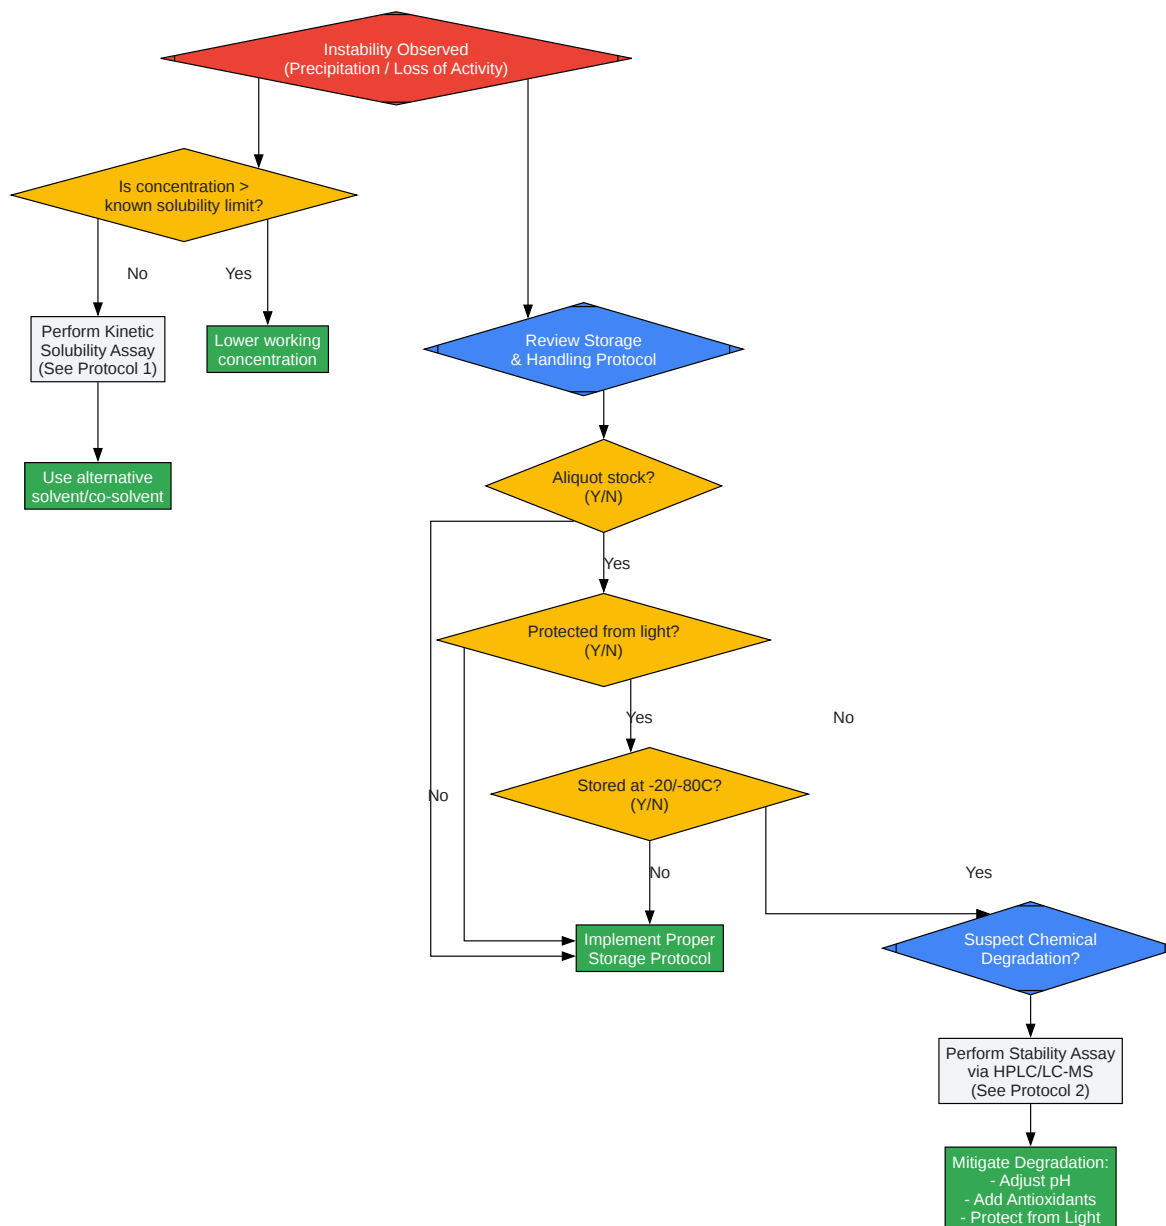 Instability Observed
(Precipitation / Loss of Activity)
Is concentration >
known solubility limit?
No
Yes
Perform Kinetic
Solubility Assay
(See Protocol 1)
Lower working
concentration
Use alternative
solvent/co-solvent
Review Storage
& Handling Protocol
Aliquot stock?
(Y/N)
Yes
Protected from light?
(Y/N)
Yes
No
Stored at -20/-80C?
(Y/N)
No
No
Yes
Implement Proper
Storage Protocol
Suspect Chemical
Degradation?
Perform Stability Assay
via HPLC/LC-MS
(See Protocol 2)
Mitigate Degradation:
- Adjust pH
- Add Antioxidants
- Protect from Light